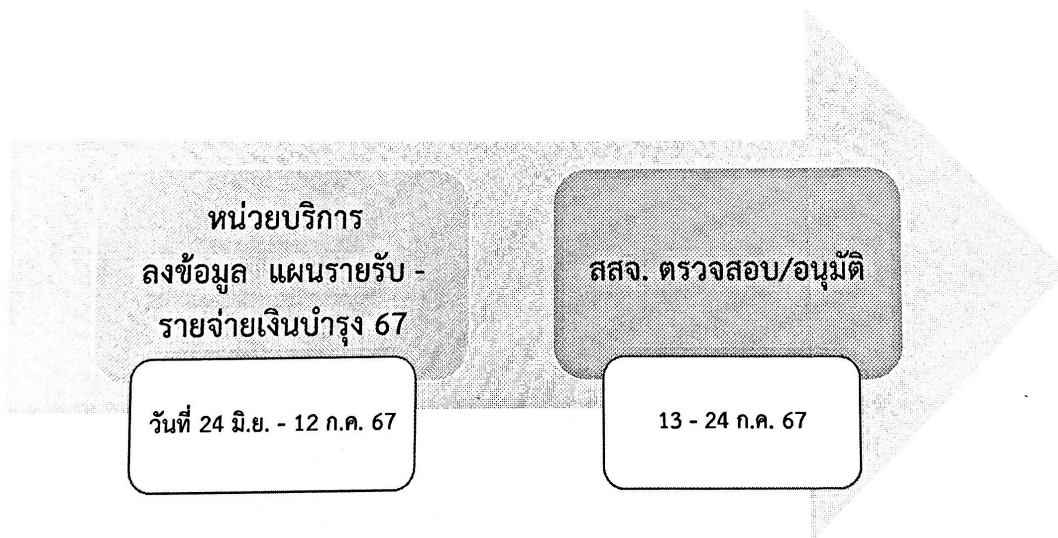 หน่วยบริการ
ลงข้อมูล แผนรายรับ -
รายจ่ายเงินบำรุง 67
วันที่ 24 มิ.ย. - 12 ก.ค. 67
สสจ. ตรวจสอบ/อนุมัติ
13 - 24 ก.ค. 67